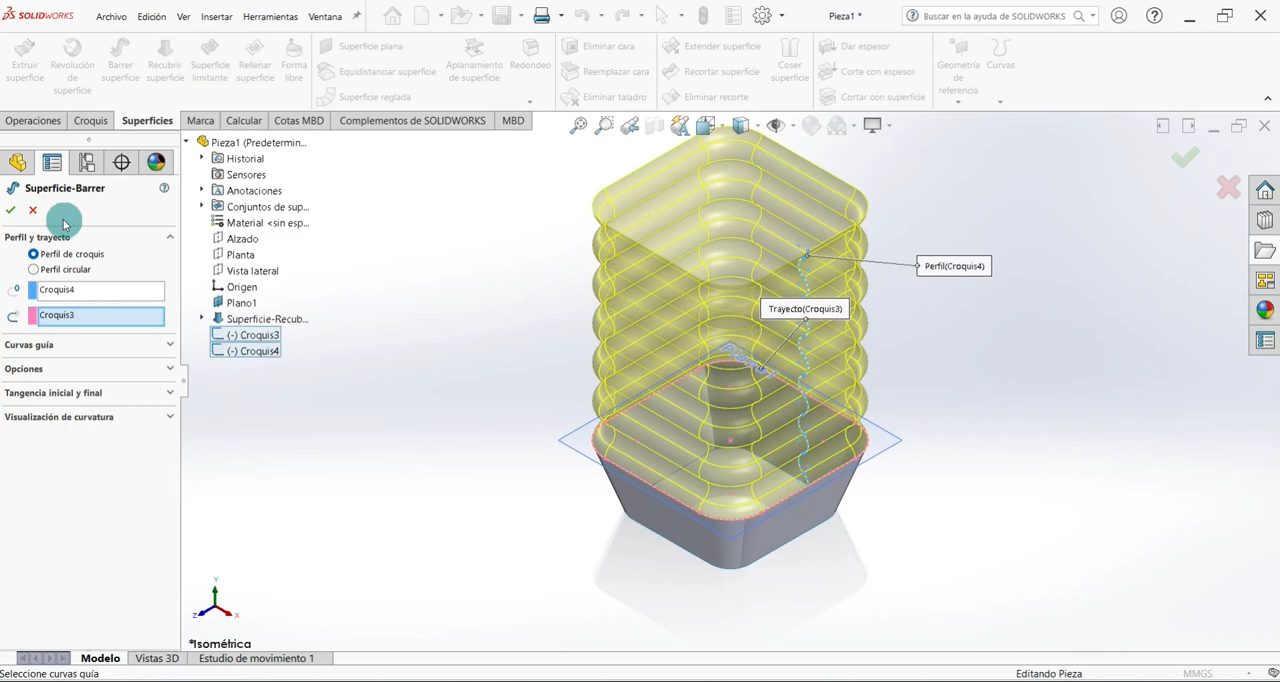 SOLIDWORKS
Archivo Edición Ver Insertar Herramientas Ventana
Pieza1 *
Buscar en la ayuda de SOLIDWORKS
Extruir superficie
Revolución de superficie
Barrer superficie
Recubrir superficie
Superficie limitante
Rellenar superficie
Forma libre
Superficie plana
Equidistanciar superficie
Superficie reglada
Aplanamiento de superficie
Redondeo
Eliminar cara
Reemplazar cara
Eliminar taladro
Extender superficie
Recortar superficie
Eliminar recorte
Coser superficie
Dar espesor
Corte con espesor
Cortar con superficie
Geometría de referencia
Curvas
Operaciones Croquis Superficies Marca Calcular Cotas MBD Complementos de SOLIDWORKS MBD
Superficie-Barrer
Perfil y trayecto
Perfil de croquis
Perfil circular
Croquis4
Croquis3
Curvas guía
Opciones
Tangencia inicial y final
Visualización de curvatura
Pieza1 (Predetermin...
Historial
Sensores
Anotaciones
Conjuntos de sup...
Material <sin esp...
Alzado
Planta
Vista lateral
Origen
Plano1
Superficie-Recub...
(-) Croquis3
(-) Croquis4
Perfil(Croquis4)
Trayecto(Croquis3)
Y
Z
X
*Isométrica
Modelo Vistas 3D Estudio de movimiento 1
Seleccione curvas guía
Editando Pieza
MMGS